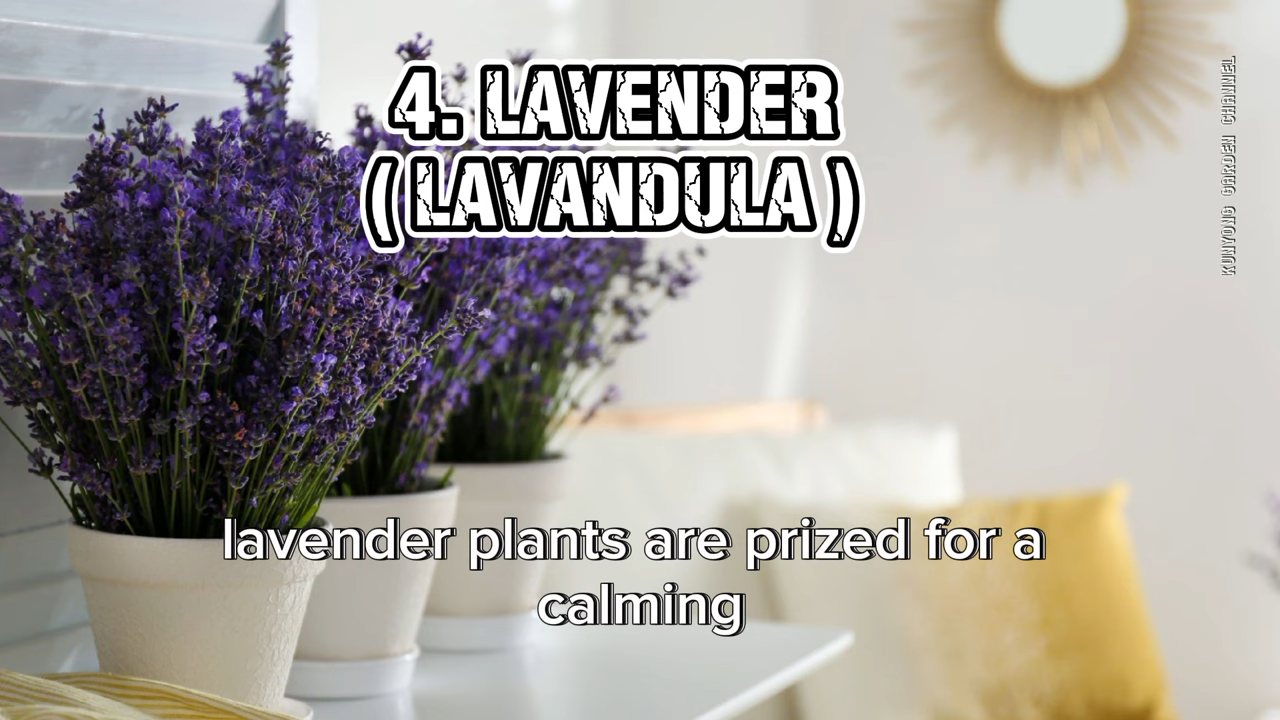 4. LAVENDER
( LAVANDULA )
KUNYONG GARDEN CHANNEL
lavender plants are prized for a
calming